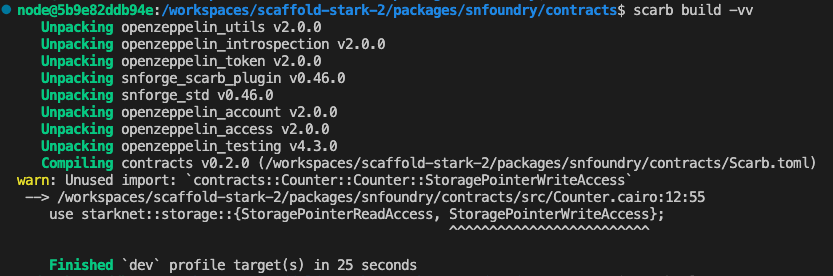 node@5b9e82ddb94e:/workspaces/scaffold-stark-2/packages/snfoundry/contracts$ scarb build -vv
Unpacking openzeppelin_utils v2.0.0
Unpacking openzeppelin_introspection v2.0.0
Unpacking openzeppelin_token v2.0.0
Unpacking snforge_scarb_plugin v0.46.0
Unpacking snforge_std v0.46.0
Unpacking openzeppelin_account v2.0.0
Unpacking openzeppelin_access v2.0.0
Unpacking openzeppelin_testing v4.3.0
Compiling contracts v0.2.0 (/workspaces/scaffold-stark-2/packages/snfoundry/contracts/Scarb.toml)
warn: Unused import: `contracts::Counter::Counter::StoragePointerWriteAccess`
--> /workspaces/scaffold-stark-2/packages/snfoundry/contracts/src/Counter.cairo:12:55
use starknet::storage::{StoragePointerReadAccess, StoragePointerWriteAccess};
^^^^^^^^^^^^^^^^^^^^^^^^^
Finished `dev` profile target(s) in 25 seconds